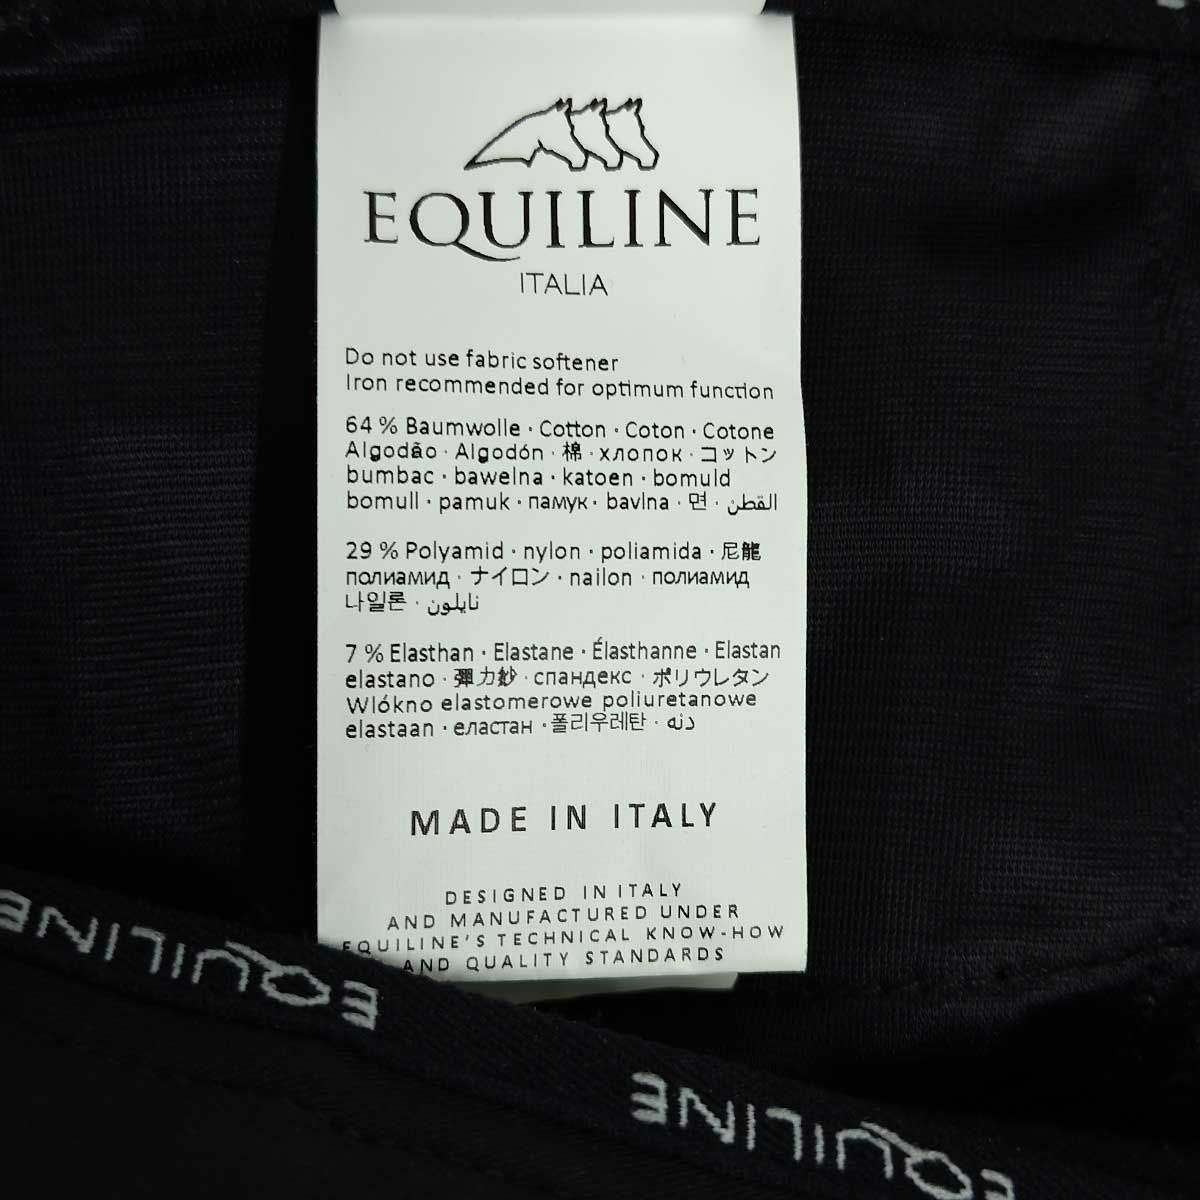 EQUILINE
ITALIA
Do not use fabric softener
Iron recommended for optimum function
64 % Baumwolle · Cotton · Coton · Cotone
Algodão · Algodón · 棉 · хлопок · コットン
bumbac · bawełna · katoen · bomuld
bomull · pamuk · памук · bavlna · 면 · القطن
29 % Polyamid · nylon · poliamida · 尼龍
полиамид · ナイロン · nailon · полиамид
나일론 · نايلون
7 % Elasthan · Elastane · Élasthanne · Elastan
elastano · 彈力紗 · спандекс · ポリウレタン
Wlókno elastomerowe poliuretanowe
elastaan · еластан · 폴리우레탄 · دنه
MADE IN ITALY
DESIGNED IN ITALY
AND MANUFACTURED UNDER
EQUILINE'S TECHNICAL KNOW-HOW
AND QUALITY STANDARDS
EQUILINE
EQUILINE